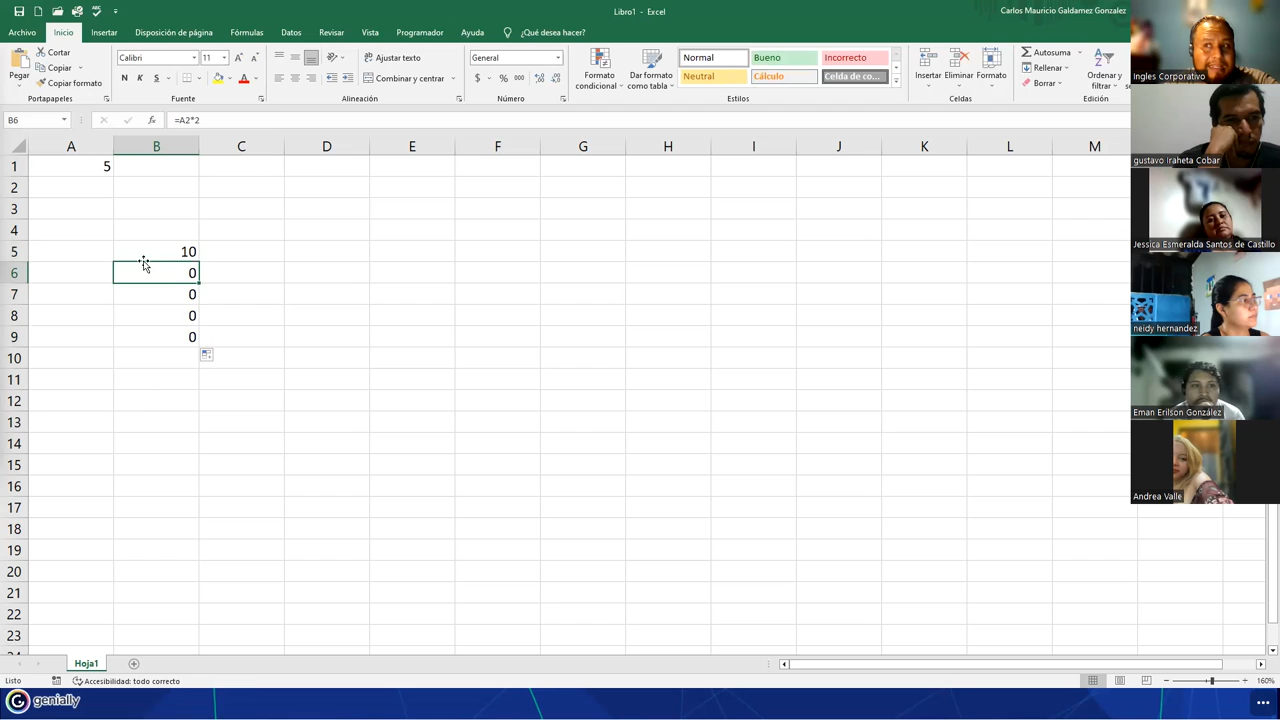 Libro1 - Excel
Carlos Mauricio Galdamez Gonzalez
Archivo Inicio Insertar Disposición de página Fórmulas Datos Revisar Vista Programador Ayuda ¿Qué desea hacer?
Pegar
Cortar
Copiar
Copiar formato
Portapapeles
Calibri 11
N K S
Fuente
Ajustar texto
Combinar y centrar
Alineación
General
$ % 000
Número
Formato condicional
Dar formato como tabla
Normal Bueno Incorrecto
Neutral Cálculo Celda de co...
Estilos
Insertar Eliminar Formato
Celdas
Autosuma
Rellenar
Borrar
Ordenar y filtrar
Edición
B6 fx =A2*2
A B C D E F G H I J K L M
1 5
2
3
4
5 10
6 0
7 0
8 0
9 0
10
11
12
13
14
15
16
17
18
19
20
21
22
23
Hoja1
Listo Accesibilidad: todo correcto 160%
genially
Ingles Corporativo
gustavo Iraheta Cobar
Jessica Esmeralda Santos de Castillo
neidy hernandez
Eman Erilson González
Andrea Valle